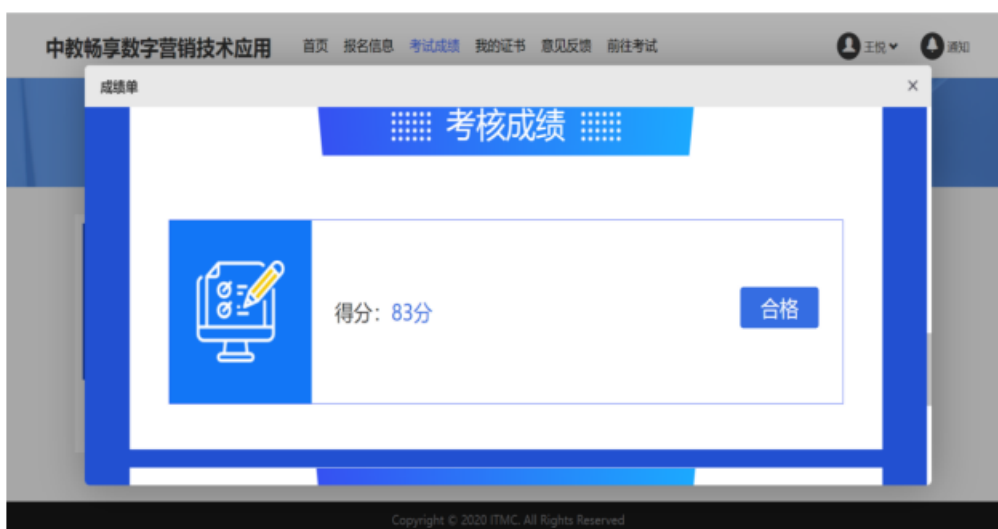 中教畅享数字营销技术应用 首页 报名信息 考试成绩 我的证书 意见反馈 前往考试 王悦 通知
成绩单 ×
考核成绩
得分：83分 合格
Copyright © 2020 ITMC. All Rights Reserved